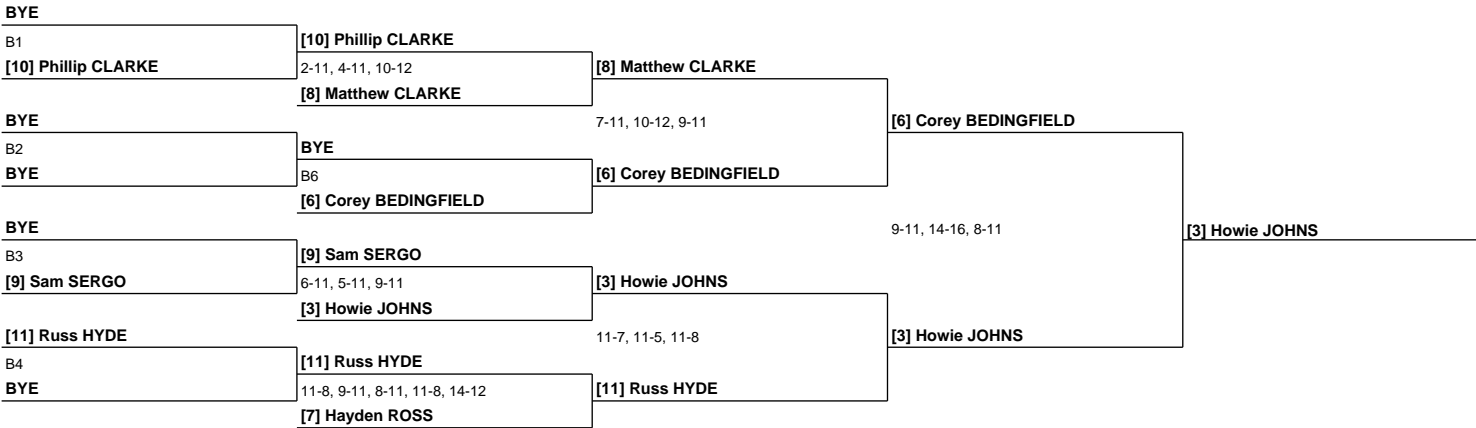 BYE
B1
[10] Phillip CLARKE
[10] Phillip CLARKE
2-11, 4-11, 10-12
[8] Matthew CLARKE
[8] Matthew CLARKE
BYE
B2
BYE
BYE
B6
[6] Corey BEDINGFIELD
7-11, 10-12, 9-11
[6] Corey BEDINGFIELD
[6] Corey BEDINGFIELD
BYE
B3
[9] Sam SERGO
[9] Sam SERGO
6-11, 5-11, 9-11
[3] Howie JOHNS
[3] Howie JOHNS
9-11, 14-16, 8-11
[3] Howie JOHNS
[11] Russ HYDE
B4
BYE
[11] Russ HYDE
11-8, 9-11, 8-11, 11-8, 14-12
[7] Hayden ROSS
11-7, 11-5, 11-8
[11] Russ HYDE
[3] Howie JOHNS